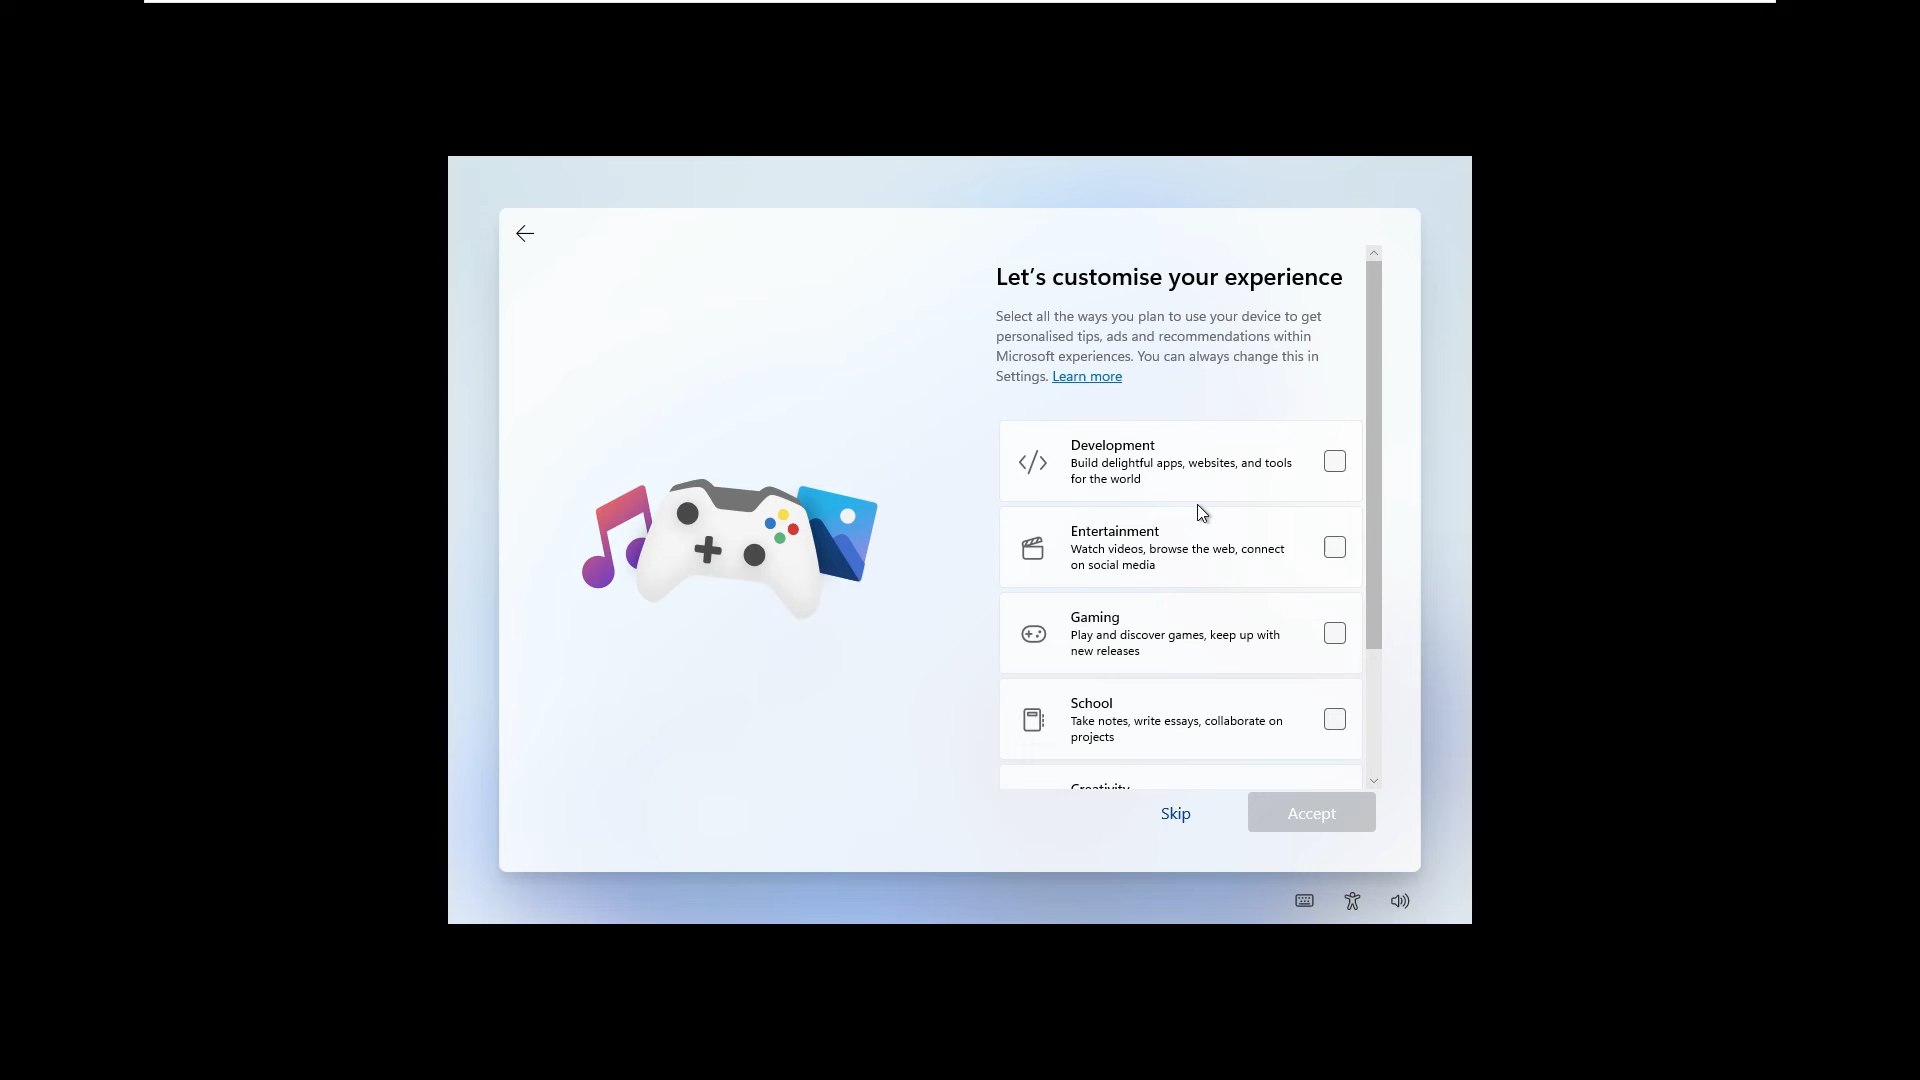 Let's customise your experience
Select all the ways you plan to use your device to get
personalised tips, ads and recommendations within
Microsoft experiences. You can always change this in
Settings. Learn more
Development
Build delightful apps, websites, and tools
for the world
Entertainment
Watch videos, browse the web, connect
on social media
Gaming
Play and discover games, keep up with
new releases
School
Take notes, write essays, collaborate on
projects
Creativity
Skip
Accept